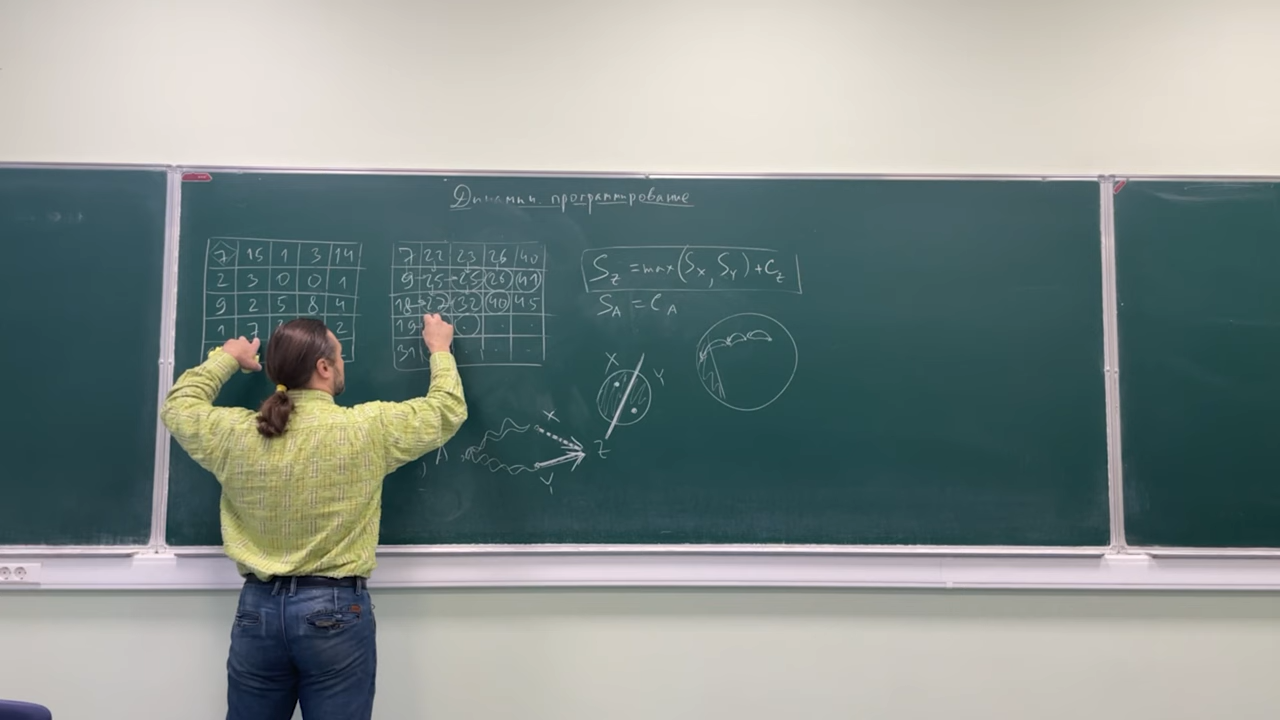 Динамич. программирование
7 15 1 3 14
2 3 0 0 1
9 2 5 8 4
1 7 2
7 22 23 26 40
9 25 25 26 41
18 27 32 40 45
19
31
S_Z = max(S_X, S_Y) + C_Z
S_A = C_A
X Y
Z
A
X
Y